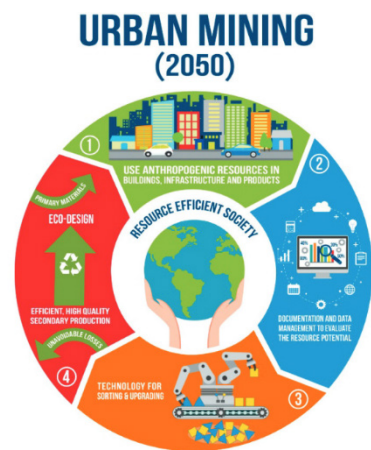 URBAN MINING
(2050)
1
USE ANTHROPOGENIC RESOURCES IN
BUILDINGS, INFRASTRUCTURE AND PRODUCTS
2
DOCUMENTATION AND DATA
MANAGEMENT TO EVALUATE
THE RESOURCE POTENTIAL
3
TECHNOLOGY FOR
SORTING & UPGRADING
4
UNAVOIDABLE LOSSES
EFFICIENT, HIGH QUALITY
SECONDARY PRODUCTION
ECO-DESIGN
PRIMARY MATERIALS
RESOURCE EFFICIENT SOCIETY